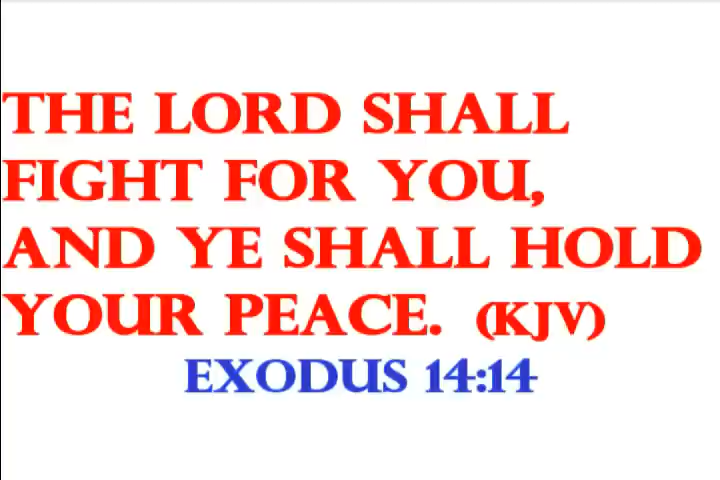 THE LORD SHALL
FIGHT FOR YOU,
AND YE SHALL HOLD
YOUR PEACE. (KJV)
EXODUS 14:14